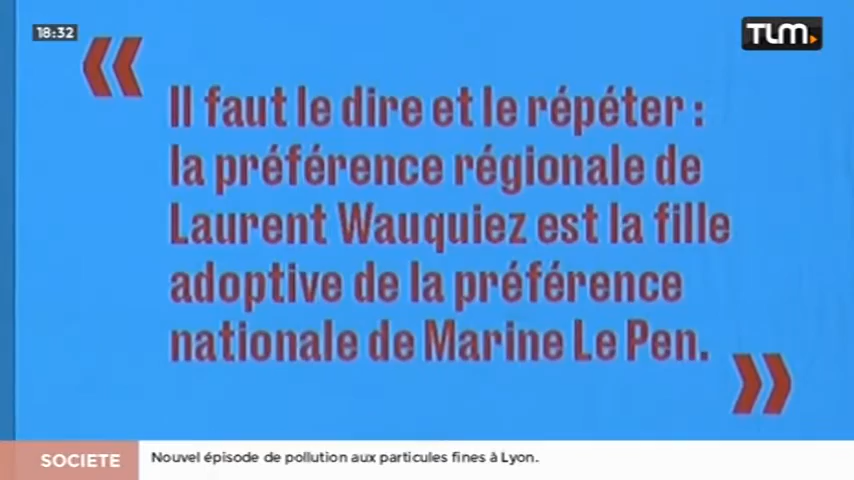 18:32
TLM
«
Il faut le dire et le répéter :
la préférence régionale de
Laurent Wauquiez est la fille
adoptive de la préférence
nationale de Marine Le Pen.
»
SOCIETE
Nouvel épisode de pollution aux particules fines à Lyon.